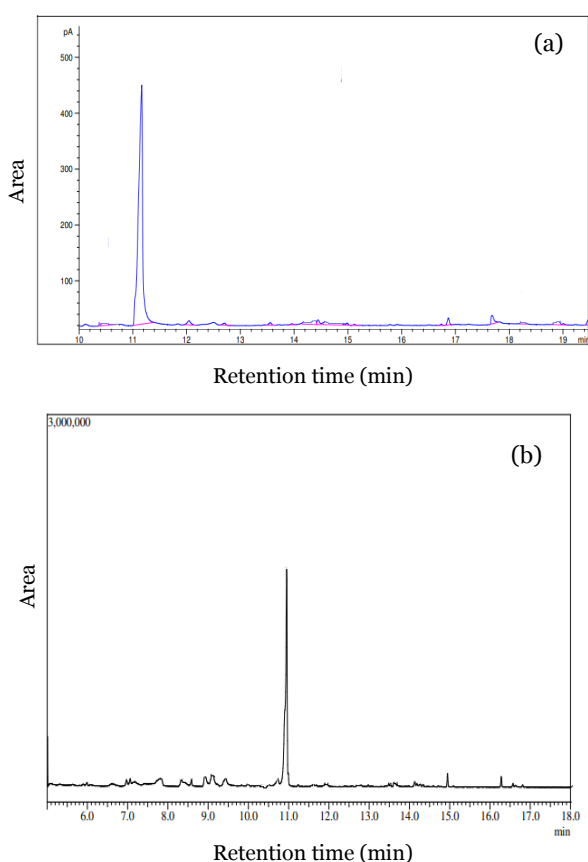 pA
(a)
500
400
300
200
100
Area
10 11 12 13 14 15 16 17 18 19 min
Retention time (min)
3,000,000
(b)
Area
6.0 7.0 8.0 9.0 10.0 11.0 12.0 13.0 14.0 15.0 16.0 17.0 18.0
min
Retention time (min)